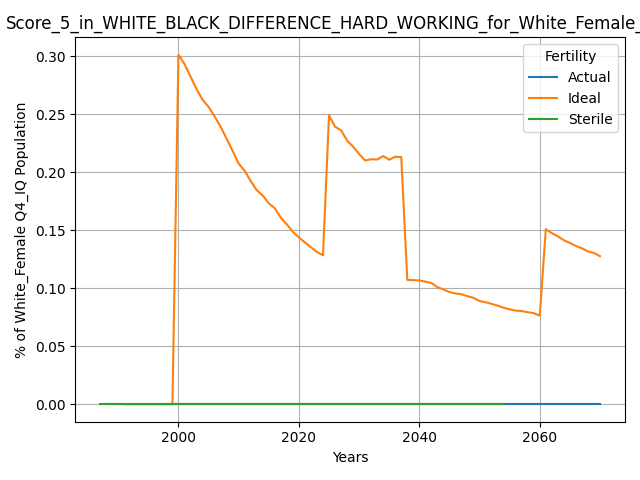 Score_5_in_WHITE_BLACK_DIFFERENCE_HARD_WORKING_for_White_Female_
Fertility
Actual
Ideal
Sterile
% of White_Female Q4_IQ Population
0.30
0.25
0.20
0.15
0.10
0.05
0.00
2000 2020 2040 2060
Years